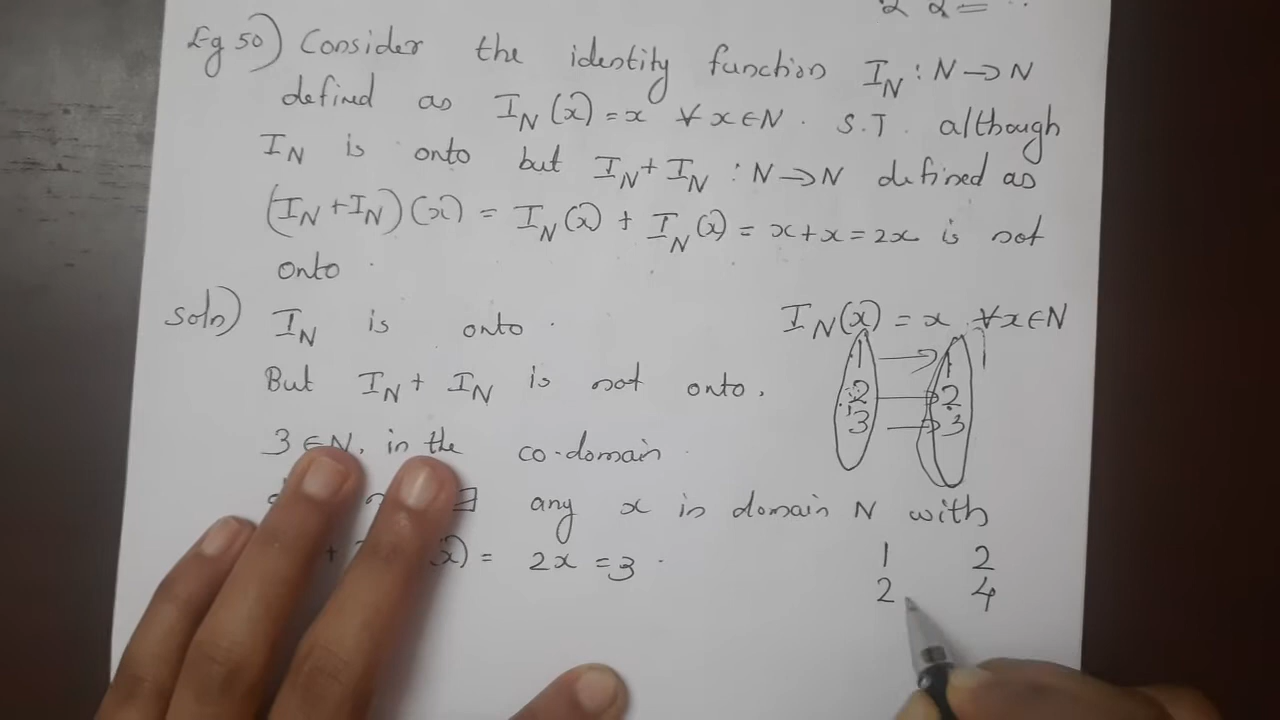 Eg 50) Consider the identity function I_N : N → N
defined as I_N(x) = x ∀ x ∈ N. S.T. although
I_N is onto but I_N + I_N : N → N defined as
(I_N + I_N)(x) = I_N(x) + I_N(x) = x + x = 2x is not
onto.
Soln) I_N is onto.
I_N(x) = x ∀ x ∈ N
1 → 1
2 → 2
3 → 3
But I_N + I_N is not onto.
3 ∈ N, in the co-domain
∃ any x in domain N with
x) = 2x = 3.
1 2
2 4